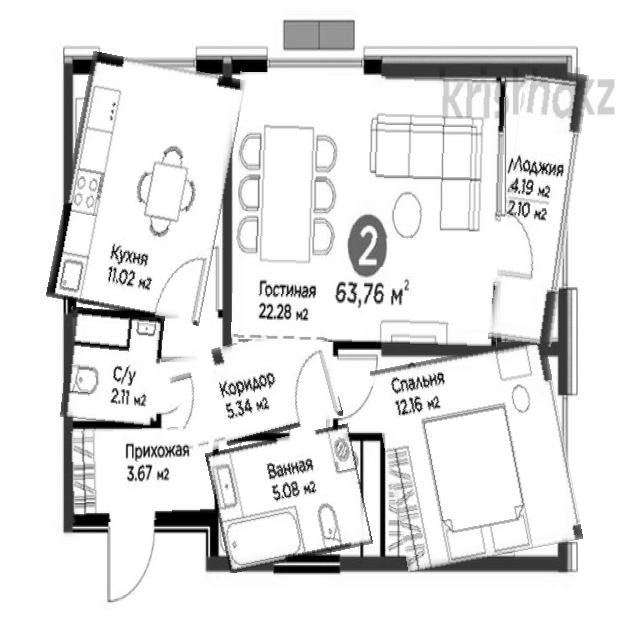 krisha.kz
Лоджия
4.19 м2
2.10
Кухня
11.02 м2
2
63,76 м2
Гостиная
22.28 м2
С/у
2.11 м2
Коридор
5.34 м2
Спальня
12.16 м2
Прихожая
3.67 м2
Ванная
5.08 м2